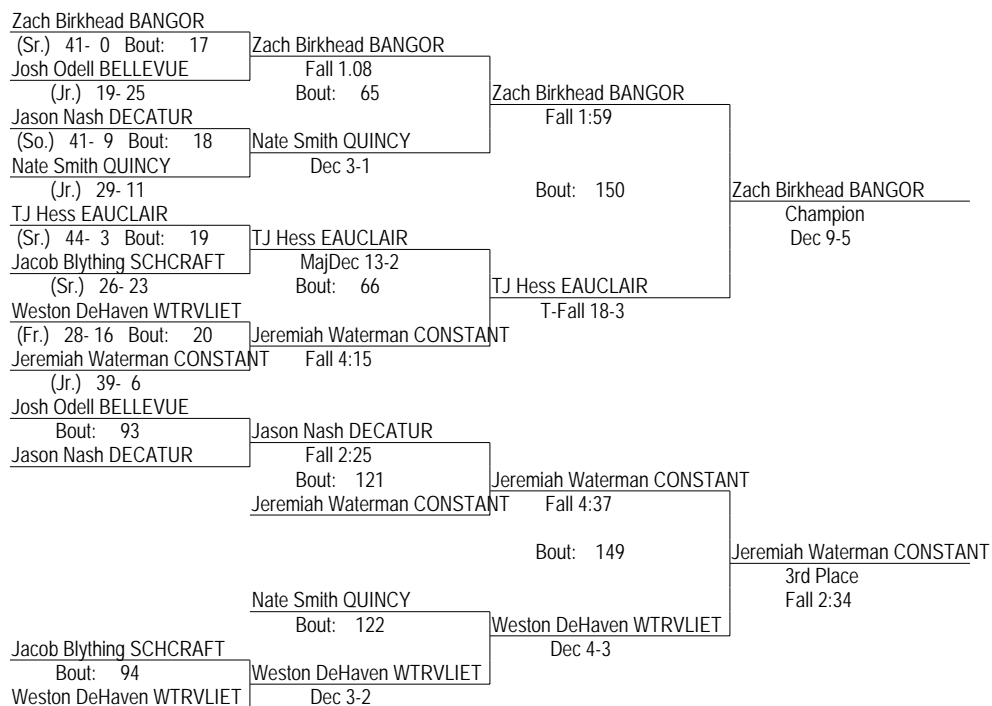 Zach Birkhead BANGOR
(Sr.) 41- 0 Bout: 17
Zach Birkhead BANGOR
Josh Odell BELLEVUE
Fall 1.08
(Jr.) 19- 25
Bout: 65
Zach Birkhead BANGOR
Jason Nash DECATUR
Fall 1:59
(So.) 41- 9 Bout: 18
Nate Smith QUINCY
Nate Smith QUINCY
Dec 3-1
(Jr.) 29- 11
Bout: 150
Zach Birkhead BANGOR
TJ Hess EAUCLAIR
Champion
(Sr.) 44- 3 Bout: 19
TJ Hess EAUCLAIR
Dec 9-5
Jacob Blything SCHCRAFT
MajDec 13-2
(Sr.) 26- 23
Bout: 66
TJ Hess EAUCLAIR
Weston DeHaven WTRVLIET
T-Fall 18-3
(Fr.) 28- 16 Bout: 20
Jeremiah Waterman CONSTANT
Jeremiah Waterman CONSTANT
Fall 4:15
(Jr.) 39- 6
Josh Odell BELLEVUE
Bout: 93
Jason Nash DECATUR
Jason Nash DECATUR
Fall 2:25
Bout: 121
Jeremiah Waterman CONSTANT
Jeremiah Waterman CONSTANT
Fall 4:37
Bout: 149
Jeremiah Waterman CONSTANT
3rd Place
Nate Smith QUINCY
Fall 2:34
Bout: 122
Weston DeHaven WTRVLIET
Jacob Blything SCHCRAFT
Dec 4-3
Bout: 94
Weston DeHaven WTRVLIET
Weston DeHaven WTRVLIET
Dec 3-2